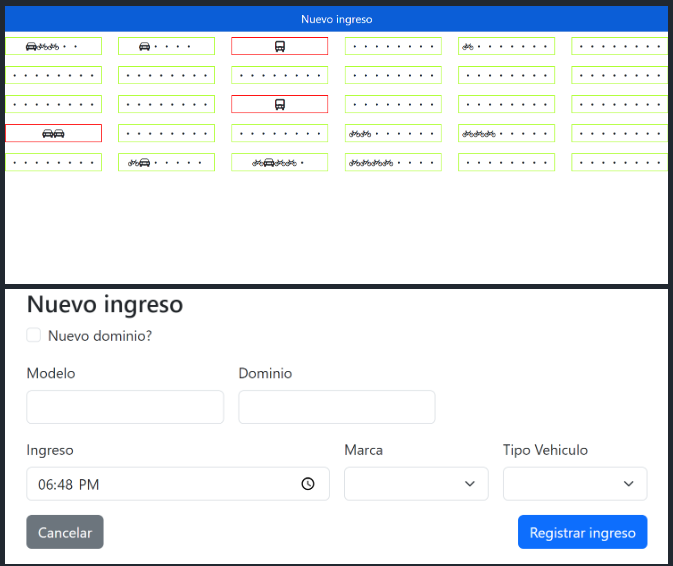 Nuevo ingreso
Nuevo ingreso
Nuevo dominio?
Modelo Dominio
Ingreso Marca Tipo Vehiculo
06:48 PM
Cancelar Registrar ingreso